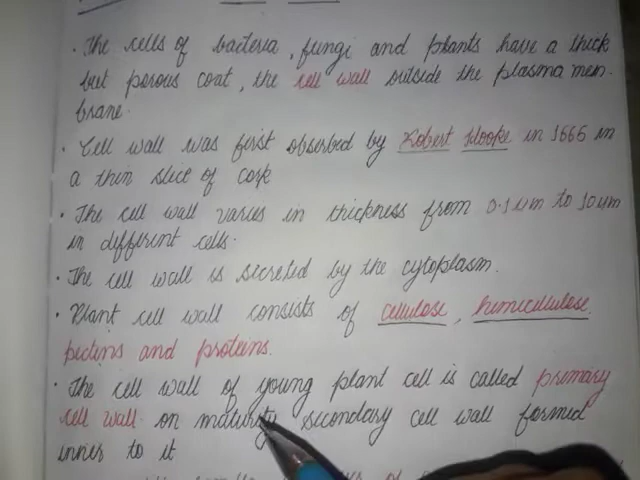 · The cells of bacteria, fungi and plants have a thick
but porous coat, the cell wall outside the plasma mem-
brane.
· Cell wall was first observed by Robert Hooke in 1666 in
a thin slice of cork
· The cell wall varies in thickness from 0.1 um to 10 um
in different cells.
· The cell wall is secreted by the cytoplasm.
· Plant cell wall consists of cellulose, hemicellulose,
pectins and proteins.
· The cell wall of young plant cell is called primary
cell wall on maturity secondary cell wall formed
inner to it